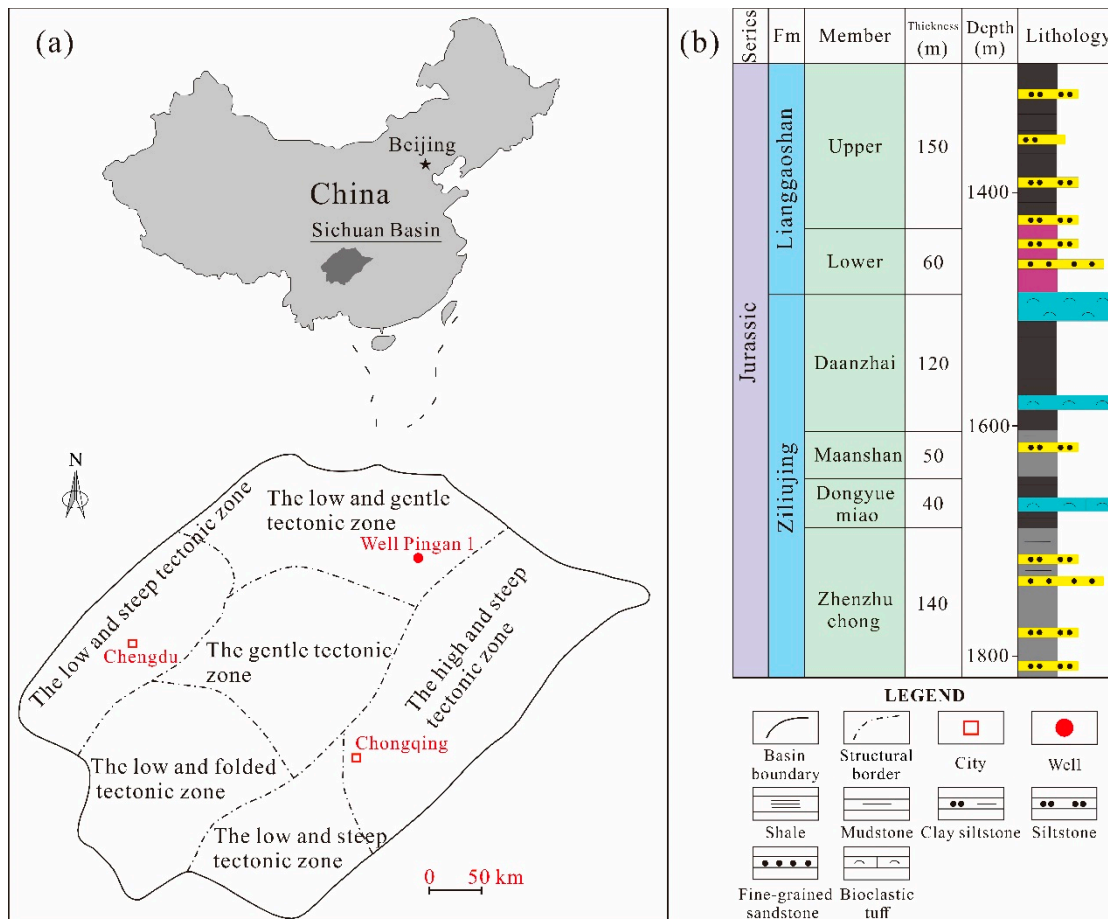 (a)
Beijing
China
Sichuan Basin
N
The low and gentle
tectonic zone
Well Pingan 1
The low and steep tectonic zone
Chengdu
The gentle tectonic
zone
The high and steep
tectonic zone
Chongqing
The low and folded
tectonic zone
The low and steep
tectonic zone
0 50 km
(b)
Series Fm Member Thickness (m) Depth (m) Lithology
Jurassic
Lianggaoshan
Upper 150
1400
Lower 60
Ziliujing
Daanzhai 120
1600
Maanshan 50
Dongyue
miao 40
Zhenzhu
chong 140
1800
LEGEND
Basin
boundary
Structural
border
City
Well
Shale
Mudstone
Clay siltstone
Siltstone
Fine-grained
sandstone
Bioclastic
tuff